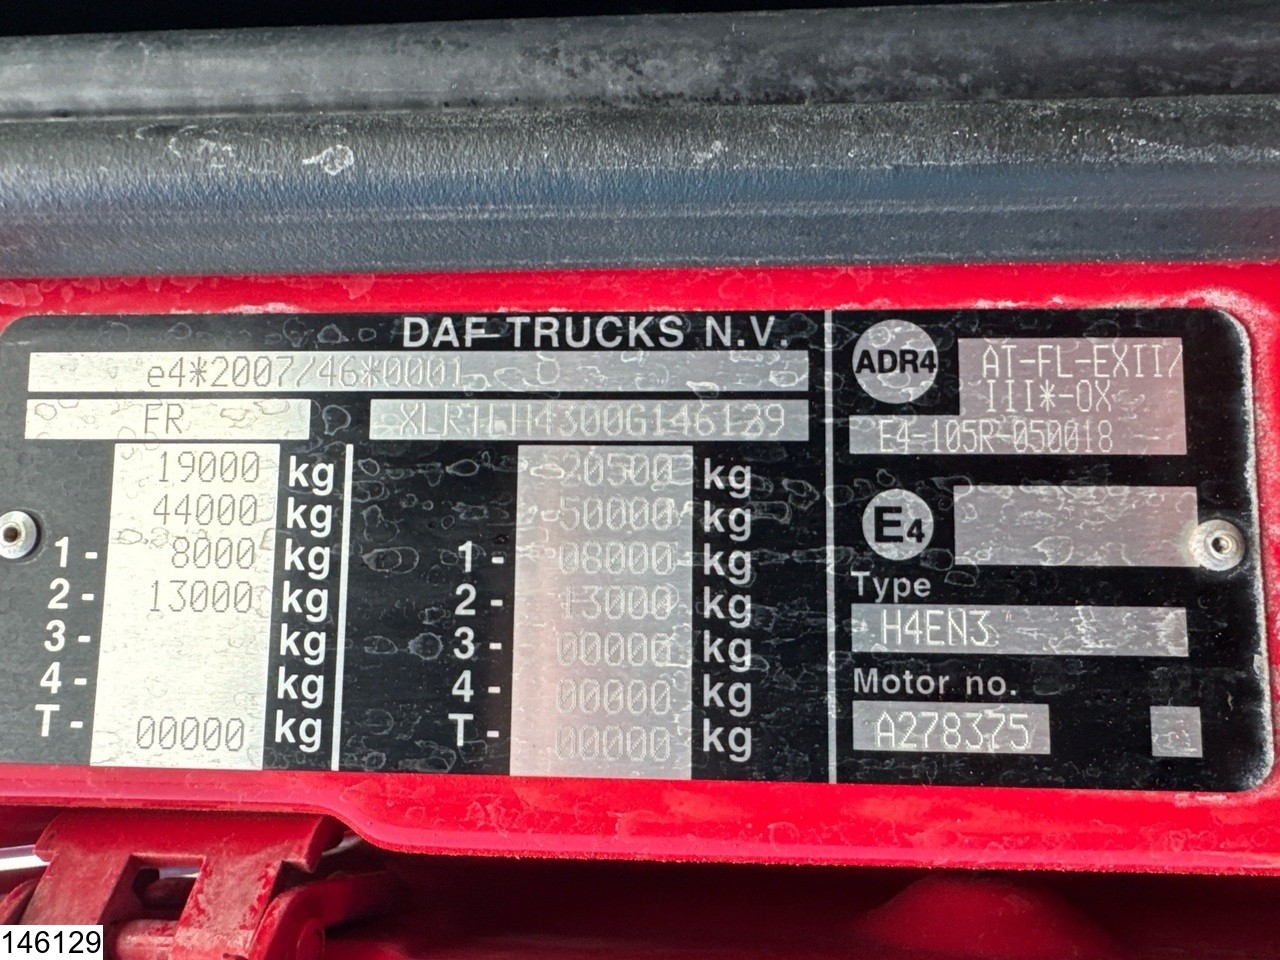 DAF TRUCKS N.V.
e4*2007/46*0001
FR XLRTEH4300G146129
19000 kg 20500 kg
44000 kg 50000 kg
1 - 8000 kg 1 - 08000 kg
2 - 13000 kg 2 - 13000 kg
3 - kg 3 - 00000 kg
4 - kg 4 - 00000 kg
T - 00000 kg T - 00000 kg
ADR4 AT-FL-EXII/
III*-OX
E4-105R-050018
E4
Type
H4EN3
Motor no.
A278375 1
146129